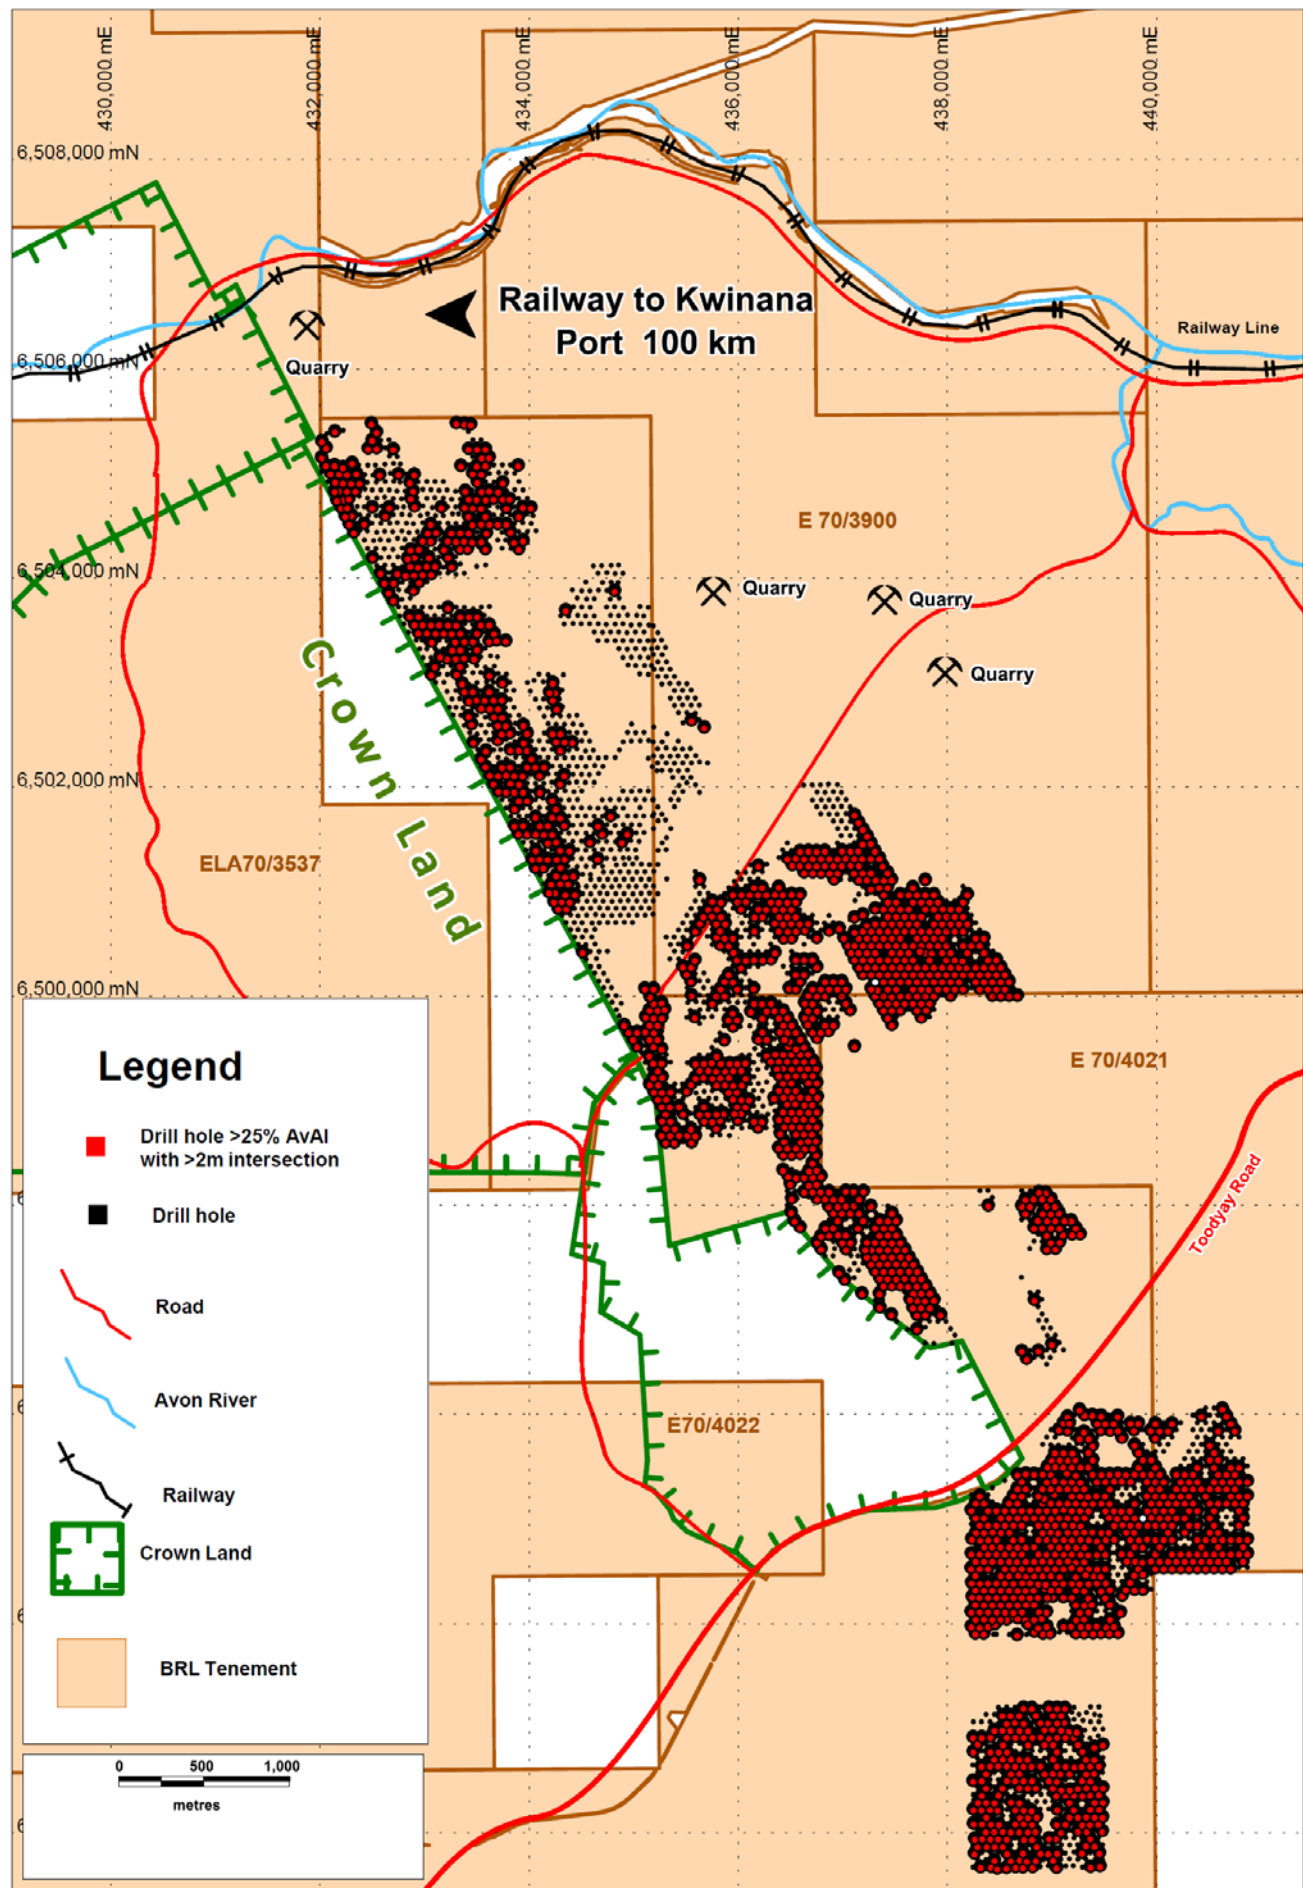 430,000 mE
432,000 mE
434,000 mE
436,000 mE
438,000 mE
440,000 mE
6,508,000 mN
Railway to Kwinana
Port 100 km
Railway Line
6,506,000 mN
Quarry
E 70/3900
6,504,000 mN
Quarry
Quarry
Quarry
Crown Land
6,502,000 mN
ELA70/3537
6,500,000 mN
E 70/4021
Toodyay Road
E70/4022
Legend
Drill hole >25% AvAl
with >2m intersection
Drill hole
Road
Avon River
Railway
Crown Land
BRL Tenement
0 500 1,000
metres